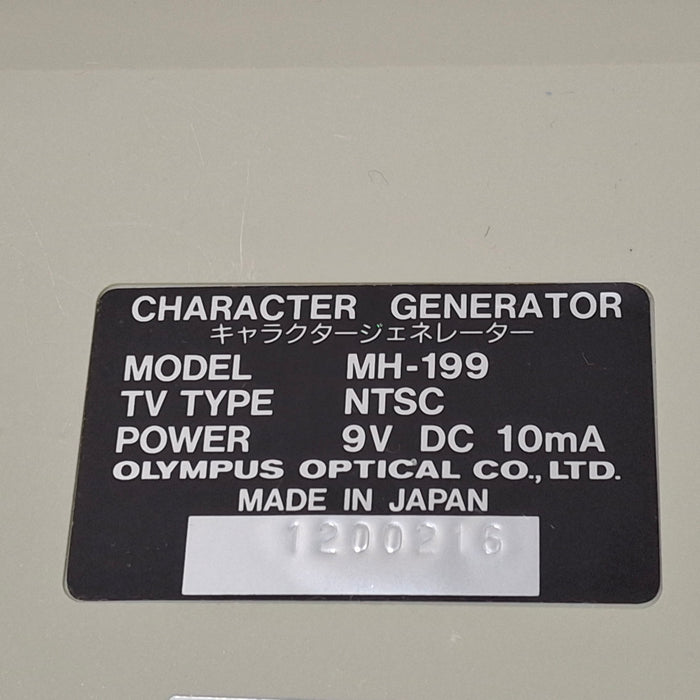 CHARACTER GENERATOR
キャラクタージェネレーター
MODEL MH-199
TV TYPE NTSC
POWER 9V DC 10mA
OLYMPUS OPTICAL CO., LTD.
MADE IN JAPAN
1200216